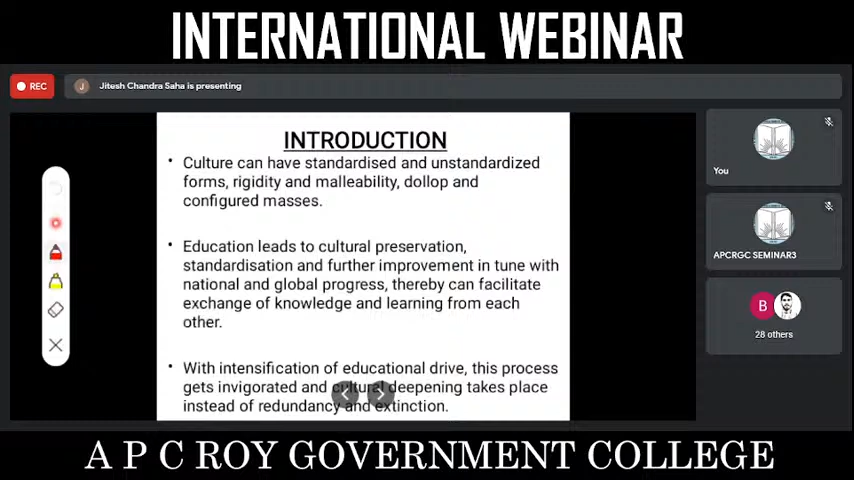 INTERNATIONAL WEBINAR
REC
J
Jitesh Chandra Saha is presenting
INTRODUCTION
• Culture can have standardised and unstandardized
forms, rigidity and malleability, dollop and
configured masses.
• Education leads to cultural preservation,
standardisation and further improvement in tune with
national and global progress, thereby can facilitate
exchange of knowledge and learning from each
other.
• With intensification of educational drive, this process
gets invigorated and cultural deepening takes place
instead of redundancy and extinction.
You
APCRGC SEMINAR3
B
28 others
A P C ROY GOVERNMENT COLLEGE